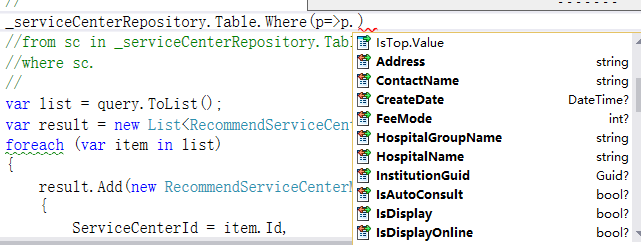 //
_serviceCenterRepository.Table.Where(p=>p.)
//from sc in _serviceCenterRepository.Tab
//where sc.
//
var list = query.ToList();
var result = new List<RecommendServiceCent
foreach (var item in list)
{
result.Add(new RecommendServiceCenter
{
ServiceCenterId = item.Id,
IsTop.Value
Address string
ContactName string
CreateDate DateTime?
FeeMode int?
HospitalGroupName string
HospitalName string
InstitutionGuid Guid?
IsAutoConsult bool?
IsDisplay bool?
IsDisplayOnline bool?